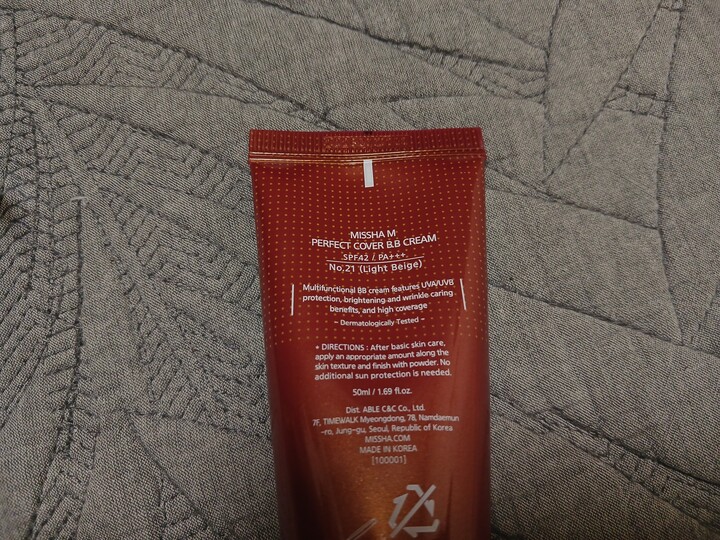 MISSHA M
PERFECT COVER B.B CREAM
SPF42 / PA+++
No.21 (Light Beige)
Multifunctional BB cream features UVA/UVB
protection, brightening and wrinkle caring
benefits, and high coverage
- Dermatologically Tested -
• DIRECTIONS : After basic skin care,
apply an appropriate amount along the
skin texture and finish with powder. No
additional sun protection is needed.
50ml / 1.69 fl.oz.
Dist. ABLE C&C Co., Ltd.
7F, TIMEWALK Myeongdong, 78, Namdaemun
-ro, Jung-gu, Seoul, Republic of Korea
MISSHA.COM
MADE IN KOREA
[100001]